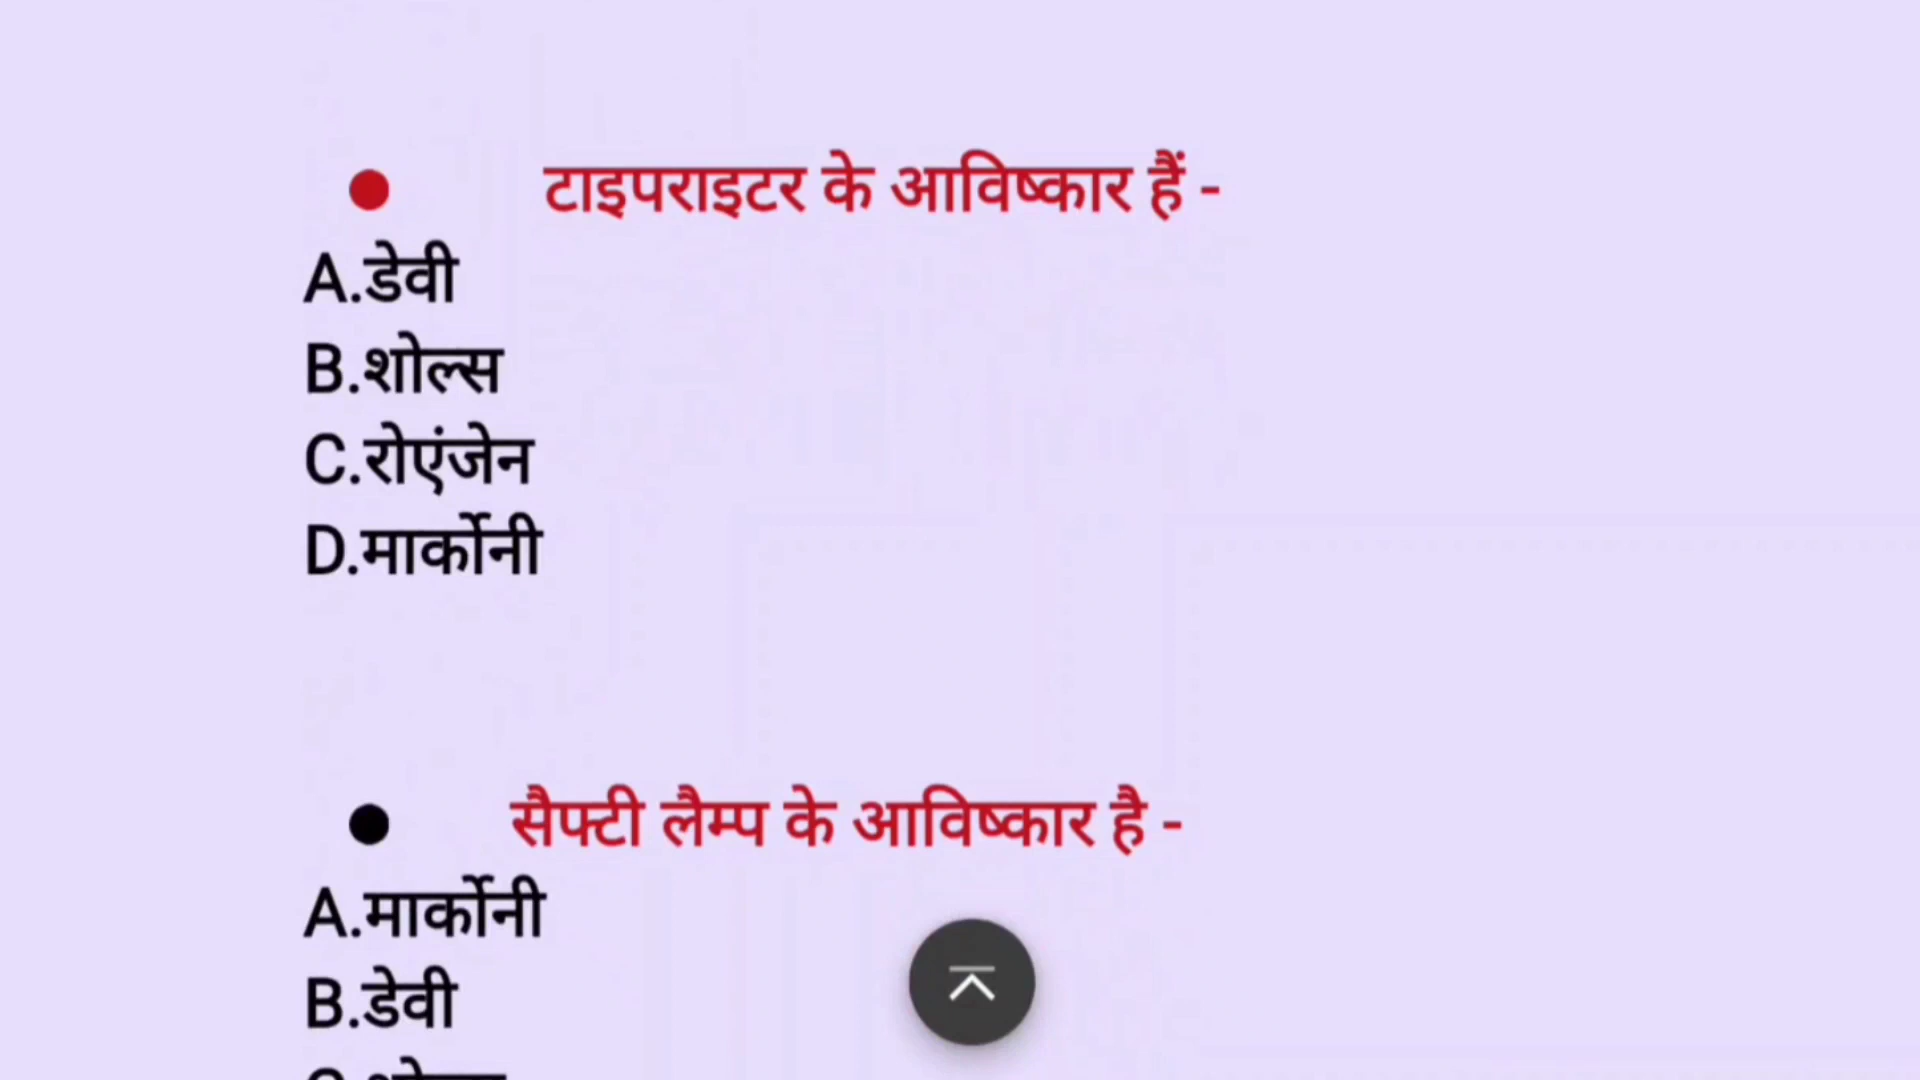 ● टाइपराइटर के आविष्कार हैं -
A.डेवी
B.शोल्स
C.रोएंजेन
D.मार्कोनी
● सैफ्टी लैम्प के आविष्कार है -
A.मार्कोनी
B.डेवी